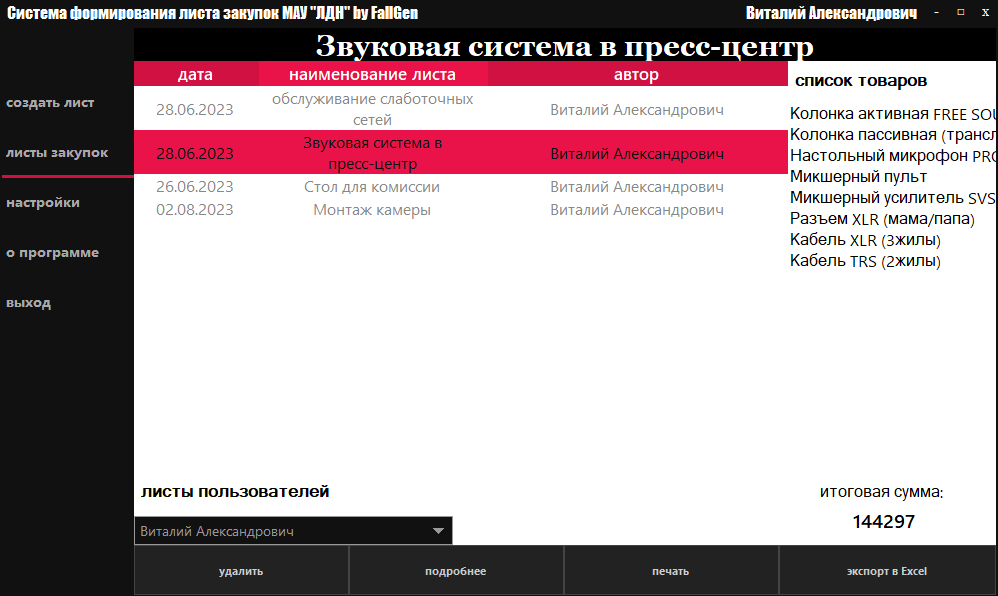 Система формирования листа закупок МАУ "ЛДН" by FallGen
Виталий Александрович
- □ x
Звуковая система в пресс-центр
создать лист
листы закупок
настройки
о программе
выход
дата наименование листа автор
28.06.2023 обслуживание слаботочных сетей Виталий Александрович
28.06.2023 Звуковая система в пресс-центр Виталий Александрович
26.06.2023 Стол для комиссии Виталий Александрович
02.08.2023 Монтаж камеры Виталий Александрович
список товаров
Колонка активная FREE SOU
Колонка пассивная (трансл
Настольный микрофон PRO
Микшерный пульт
Микшерный усилитель SVS
Разъем XLR (мама/папа)
Кабель XLR (3жилы)
Кабель TRS (2жилы)
листы пользователей
Виталий Александрович
итоговая сумма:
144297
удалить подробнее печать экспорт в Excel